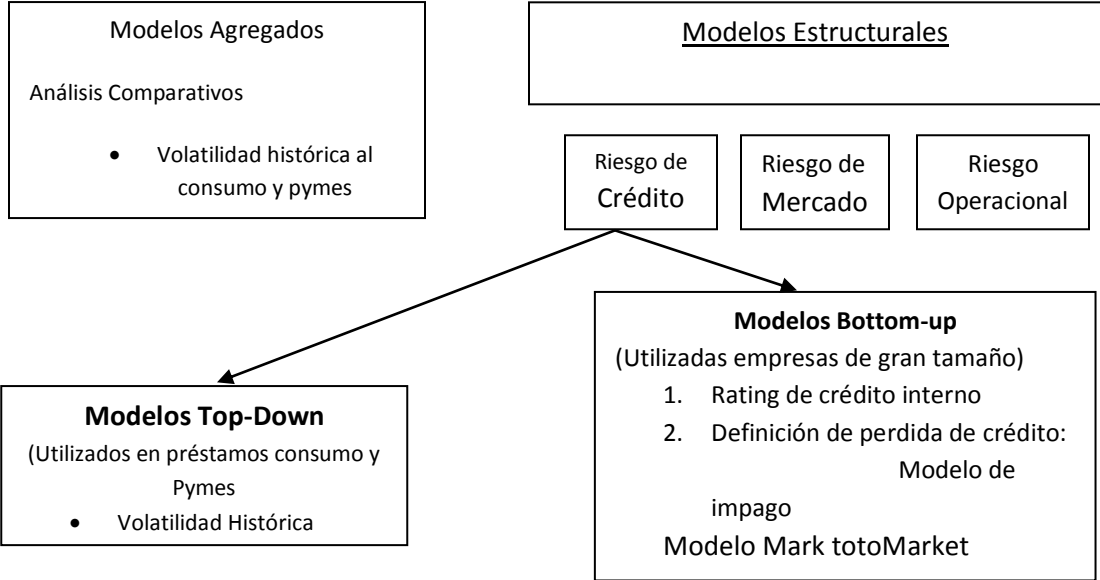 Modelos Agregados
Análisis Comparativos
• Volatilidad histórica al
consumo y pymes
Modelos Estructurales
Riesgo de
Crédito
Riesgo de
Mercado
Riesgo
Operacional
Modelos Top-Down
(Utilizados en préstamos consumo y
Pymes
• Volatilidad Histórica
Modelos Bottom-up
(Utilizadas empresas de gran tamaño)
1. Rating de crédito interno
2. Definición de perdida de crédito:
Modelo de
impago
Modelo Mark totoMarket